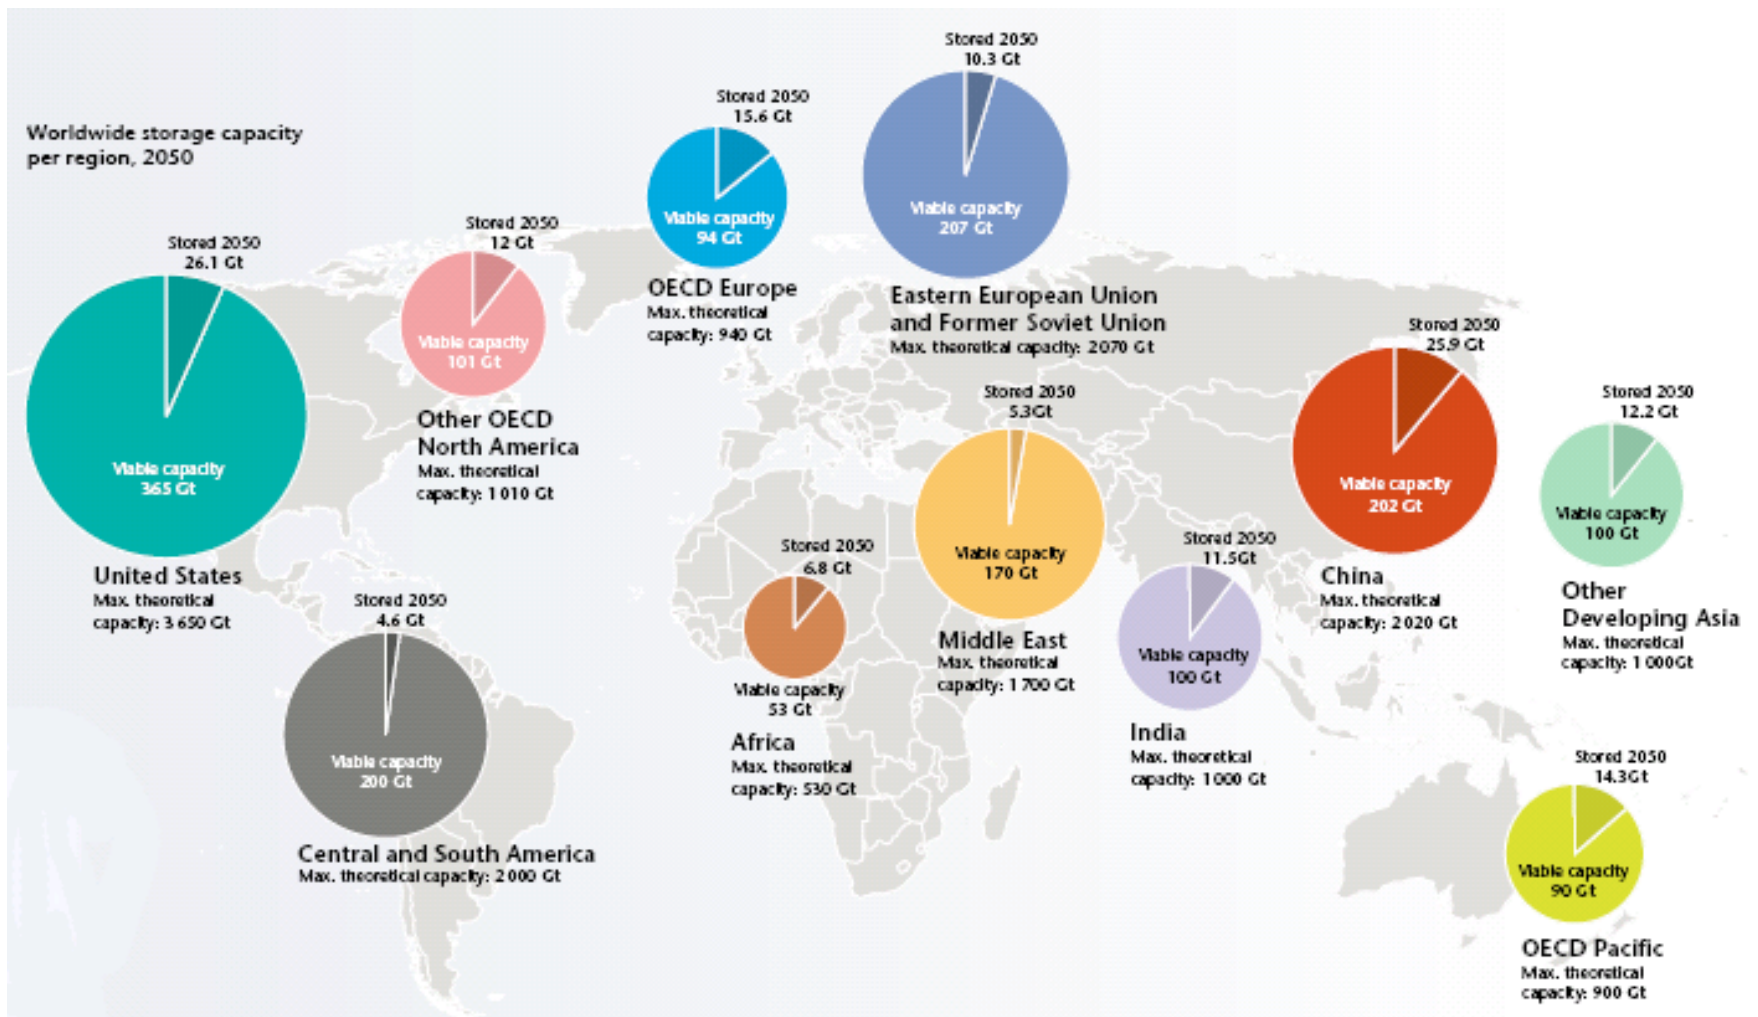 Worldwide storage capacity
per region, 2050
Stored 2050
26.1 Gt
Viable capacity
365 Gt
United States
Max. theoretical
capacity: 3 650 Gt
Stored 2050
12 Gt
Viable capacity
101 Gt
Other OECD
North America
Max. theoretical
capacity: 1 010 Gt
Stored 2050
15.6 Gt
Viable capacity
94 Gt
OECD Europe
Max. theoretical
capacity: 940 Gt
Stored 2050
10.3 Gt
Viable capacity
207 Gt
Eastern European Union
and Former Soviet Union
Max. theoretical capacity: 2 070 Gt
Stored 2050
4.6 Gt
Viable capacity
200 Gt
Central and South America
Max. theoretical capacity: 2 000 Gt
Stored 2050
6.8 Gt
Viable capacity
53 Gt
Africa
Max. theoretical
capacity: 530 Gt
Stored 2050
5.3Gt
Viable capacity
170 Gt
Middle East
Max. theoretical
capacity: 1 700 Gt
Stored 2050
11.5Gt
Viable capacity
100 Gt
India
Max. theoretical
capacity: 1 000 Gt
Stored 2050
25.9 Gt
Viable capacity
202 Gt
China
Max. theoretical
capacity: 2 020 Gt
Stored 2050
12.2 Gt
Viable capacity
100 Gt
Other
Developing Asia
Max. theoretical
capacity: 1 000Gt
Stored 2050
14.3Gt
Viable capacity
90 Gt
OECD Pacific
Max. theoretical
capacity: 900 Gt